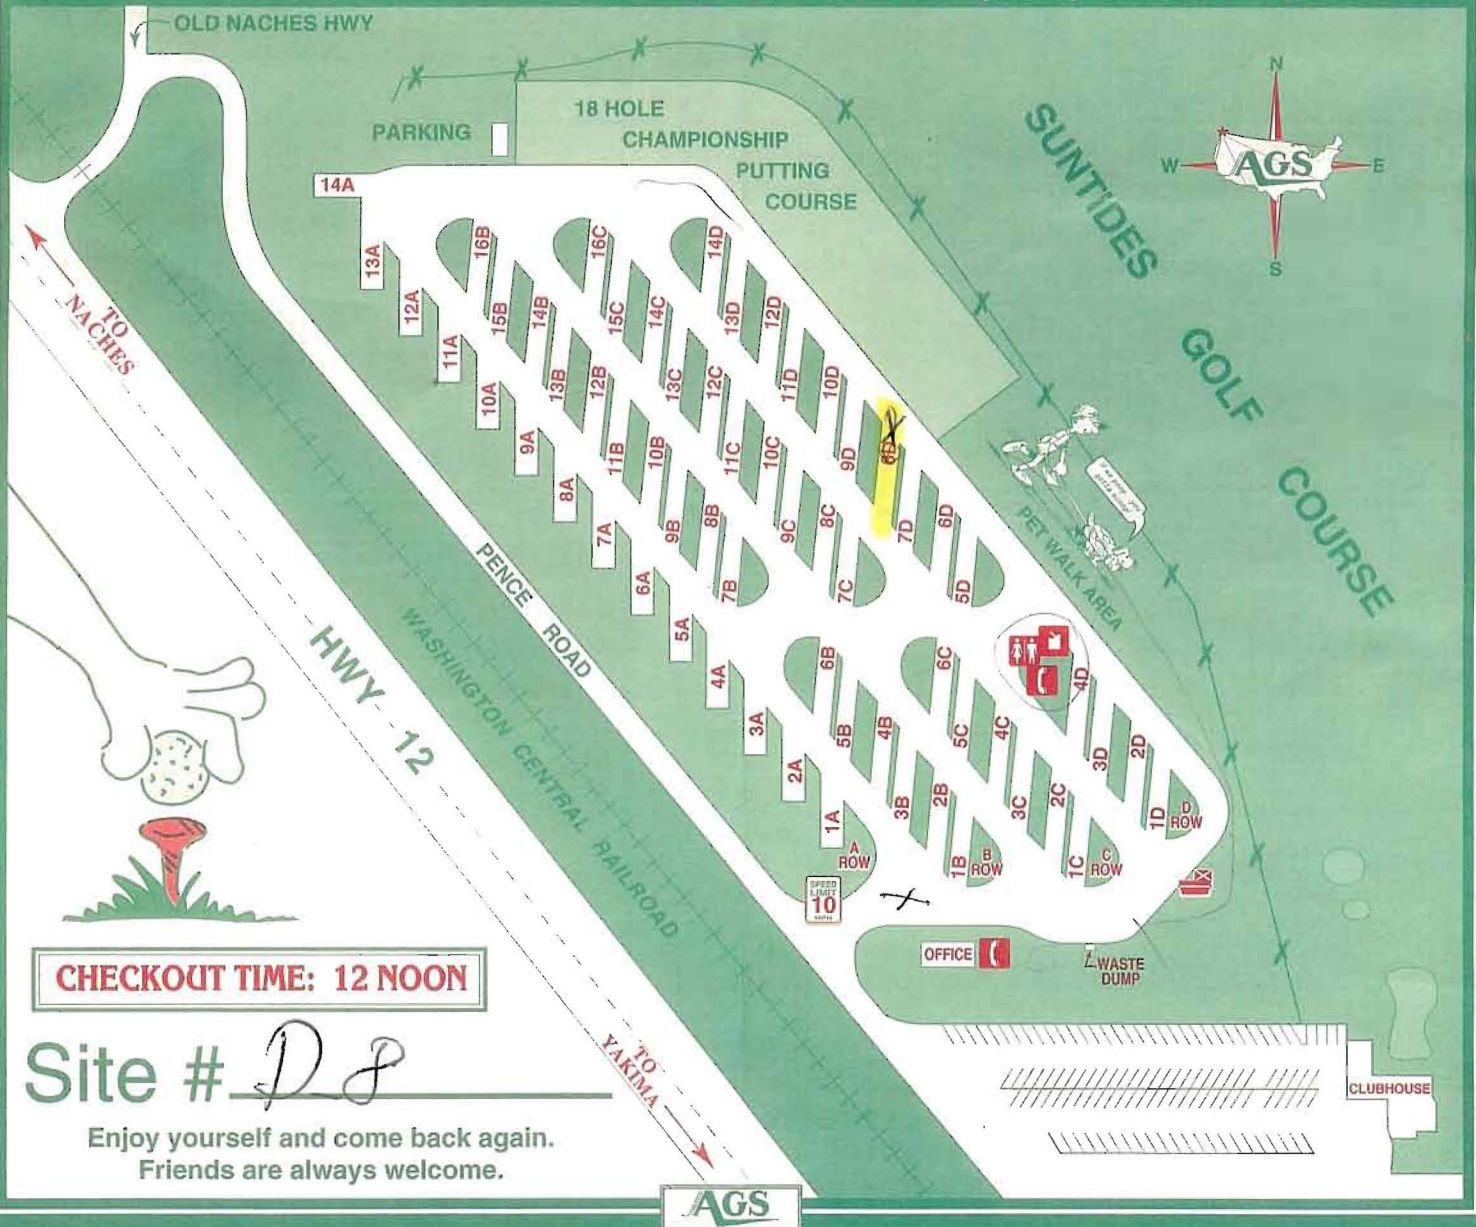 OLD NACHES HWY
PARKING
18 HOLE
CHAMPIONSHIP
PUTTING
COURSE
SUNTIDES
GOLF
COURSE
N
W
AGS
E
S
TO
NACHES
14A
13A
12A
11A
10A
9A
8A
7A
6A
5A
4A
3A
2A
1A
A
ROW
16B
15B
14B
13B
12B
11B
10B
9B
8B
7B
6B
5B
4B
3B
2B
1B
B
ROW
16C
15C
14C
13C
12C
11C
10C
9C
8C
7C
6C
5C
4C
3C
2C
1C
C
ROW
14D
13D
12D
11D
10D
9D
8D
7D
6D
5D
4D
3D
2D
1D
D
ROW
PET WALK AREA
PENCE ROAD
WASHINGTON CENTRAL RAILROAD
HWY 12
SPEED
LIMIT
10
OFFICE
WASTE
DUMP
CLUBHOUSE
TO
YAKIMA
CHECKOUT TIME: 12 NOON
Site # D8
Enjoy yourself and come back again.
Friends are always welcome.
AGS